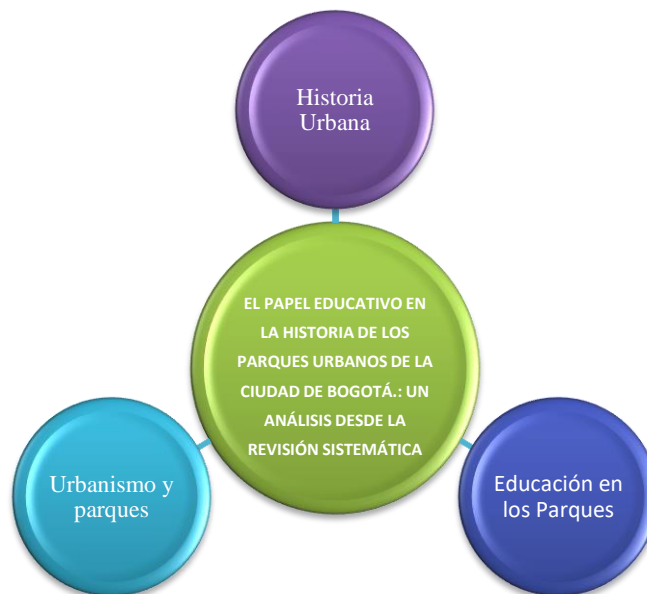 Historia
Urbana
EL PAPEL EDUCATIVO EN
LA HISTORIA DE LOS
PARQUES URBANOS DE LA
CIUDAD DE BOGOTÁ.: UN
ANÁLISIS DESDE LA
REVISIÓN SISTEMÁTICA
Urbanismo y
parques
Educación en
los Parques